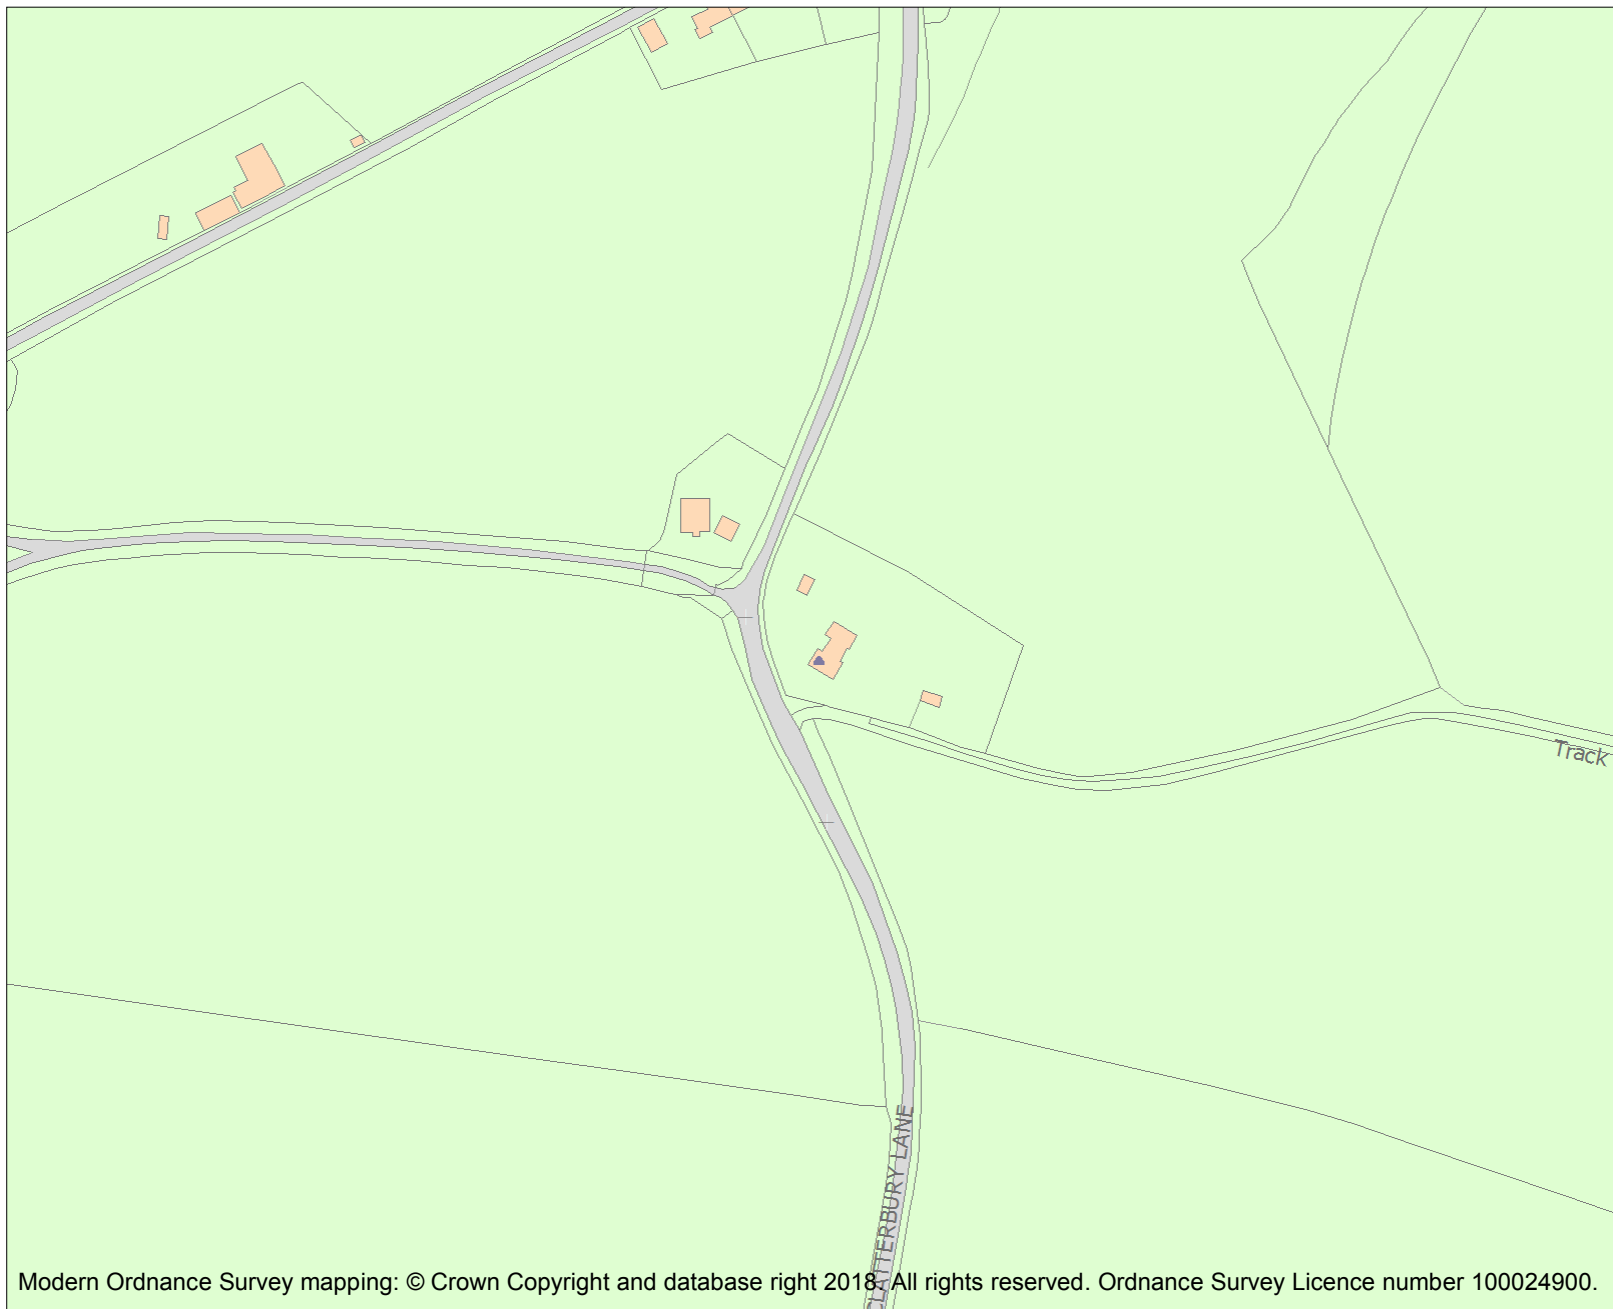 Track
CLATTERBURY LANE
Modern Ordnance Survey mapping: © Crown Copyright and database right 2018. All rights reserved. Ordnance Survey Licence number 100024900.